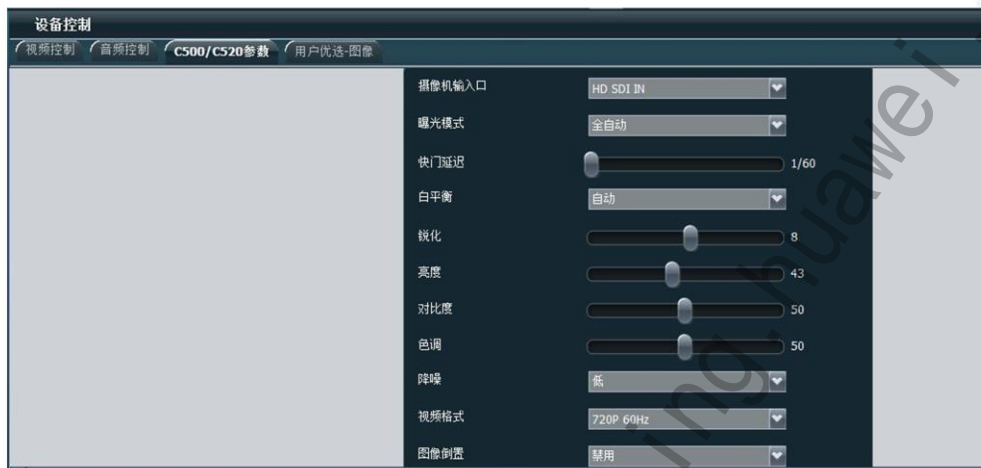 设备控制
视频控制 音频控制 C500/C520参数 用户优选-图像
摄像机输入口 HD SDI IN
曝光模式 全自动
快门延迟 1/60
白平衡 自动
锐化 8
亮度 43
对比度 50
色调 50
降噪 低
视频格式 720P 60Hz
图像倒置 禁用
ing.huawei.